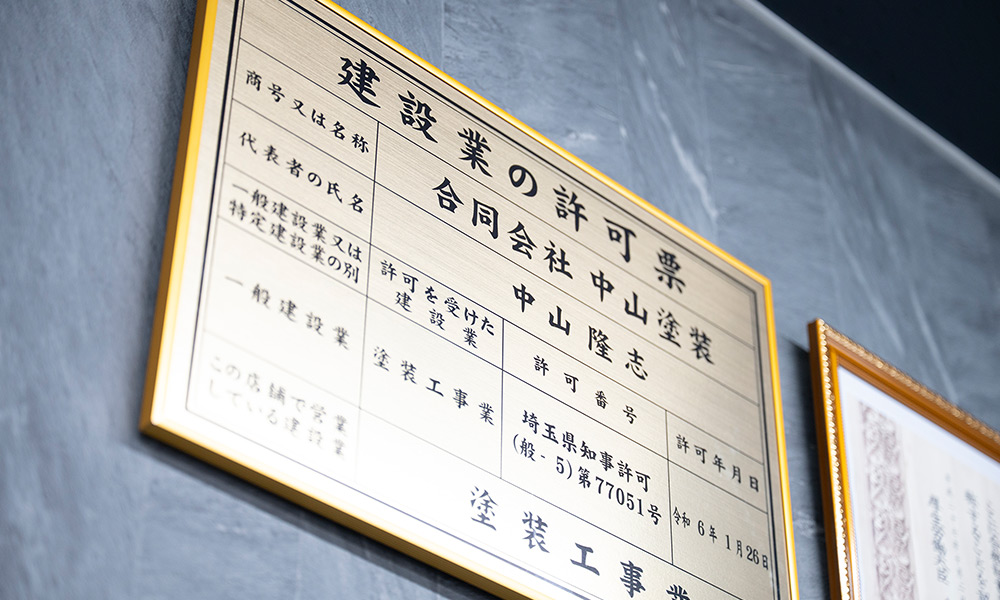 建設業の許可票
商号又は名称 合同会社 中山塗装
代表者の氏名 中山隆志
一般建設業又は
特定建設業の別
許可を受けた
建設業
許可番号
許可年月日
一般建設業
塗装工事業
埼玉県知事許可
(般-5)第77051号
令和6年1月26日
この店舗で営業
している建設業
塗装工事業